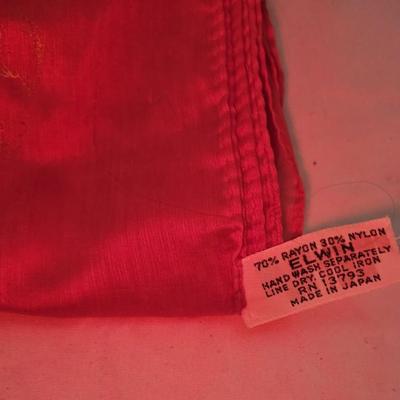 70% RAYON 30% NYLON
ELWIN
HAND WASH SEPARATELY
LINE DRY, COOL IRON
RN 13793
MADE IN JAPAN